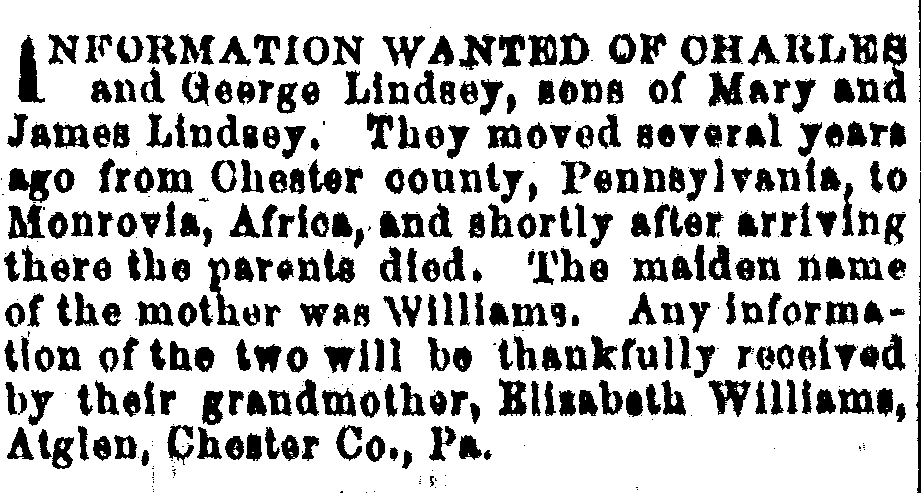 INFORMATION WANTED OF CHARLES
and George Lindsey, sons of Mary and
James Lindsey. They moved several years
ago from Chester county, Pennsylvania, to
Monrovia, Africa, and shortly after arriving
there the parents died. The maiden name
of the mother was Williams. Any informa-
tion of the two will be thankfully received
by their grandmother, Elizabeth Williams,
Atglen, Chester Co., Pa.